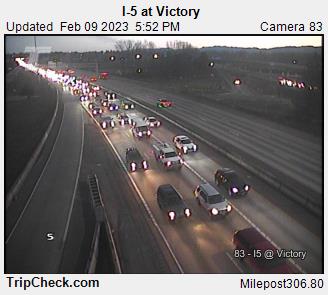 I-5 at Victory
Updated Feb 09 2023 5:52 PM Camera 83
S
83 - I5 @ Victory
TripCheck.com Milepost306.80